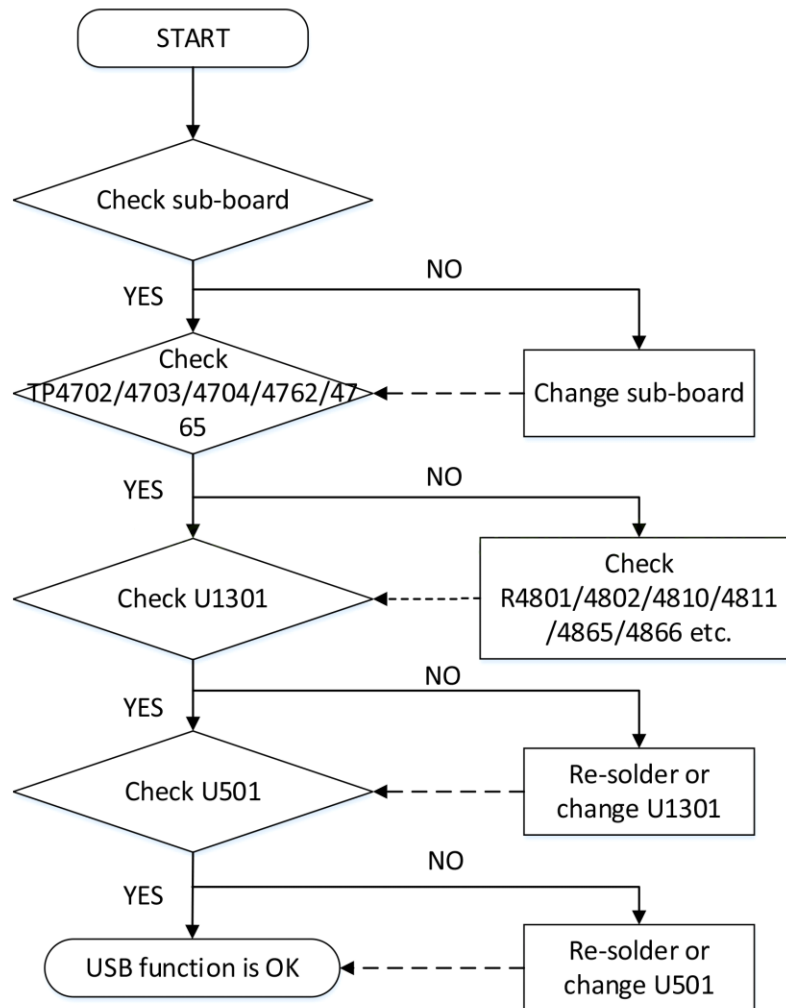 START
Check sub-board
NO
YES
Check
TP4702/4703/4704/4762/47
65
Change sub-board
NO
YES
Check U1301
Check
R4801/4802/4810/4811
/4865/4866 etc.
NO
YES
Check U501
Re-solder or
change U1301
NO
YES
USB function is OK
Re-solder or
change U501